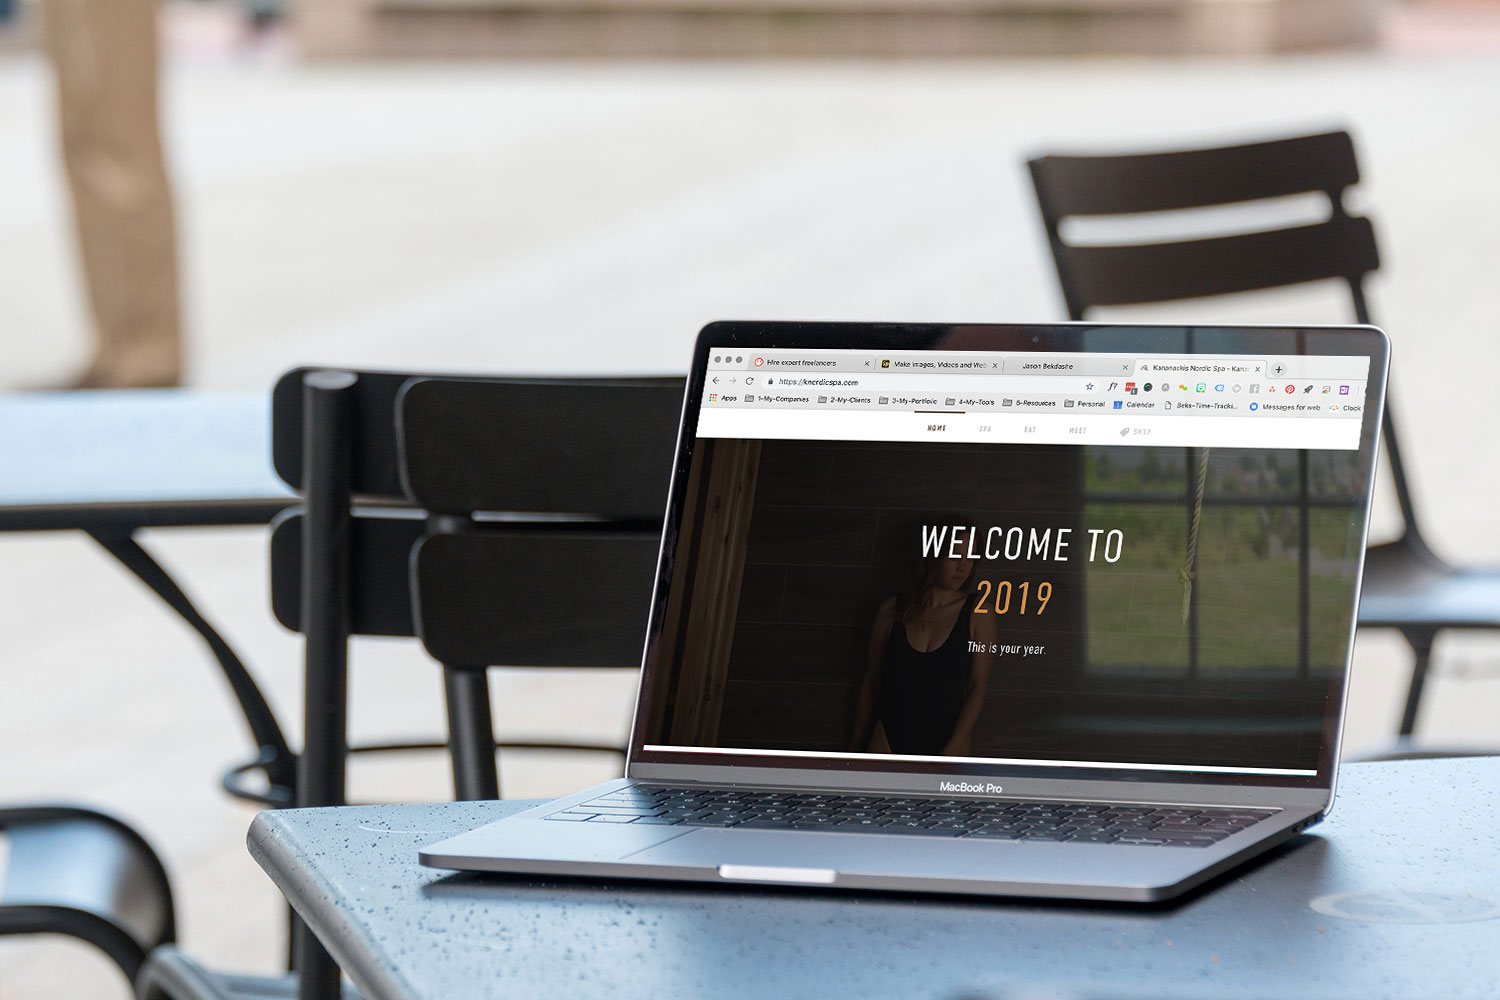 Hire expert freelancers
Make images, Videos and Web
Jason Bekdashe
Kananaskis Nordic Spa - Kana
https://knordicspa.com
Apps 1-My-Companies 2-My-Clients 3-My-Portfolio 4-My-Tools 5-Resources Personal Calendar Beks-Time-Tracki... Messages for web Clock
HOME SPA EAT MEET SHOP
WELCOME TO
2019
This is your year.
MacBook Pro